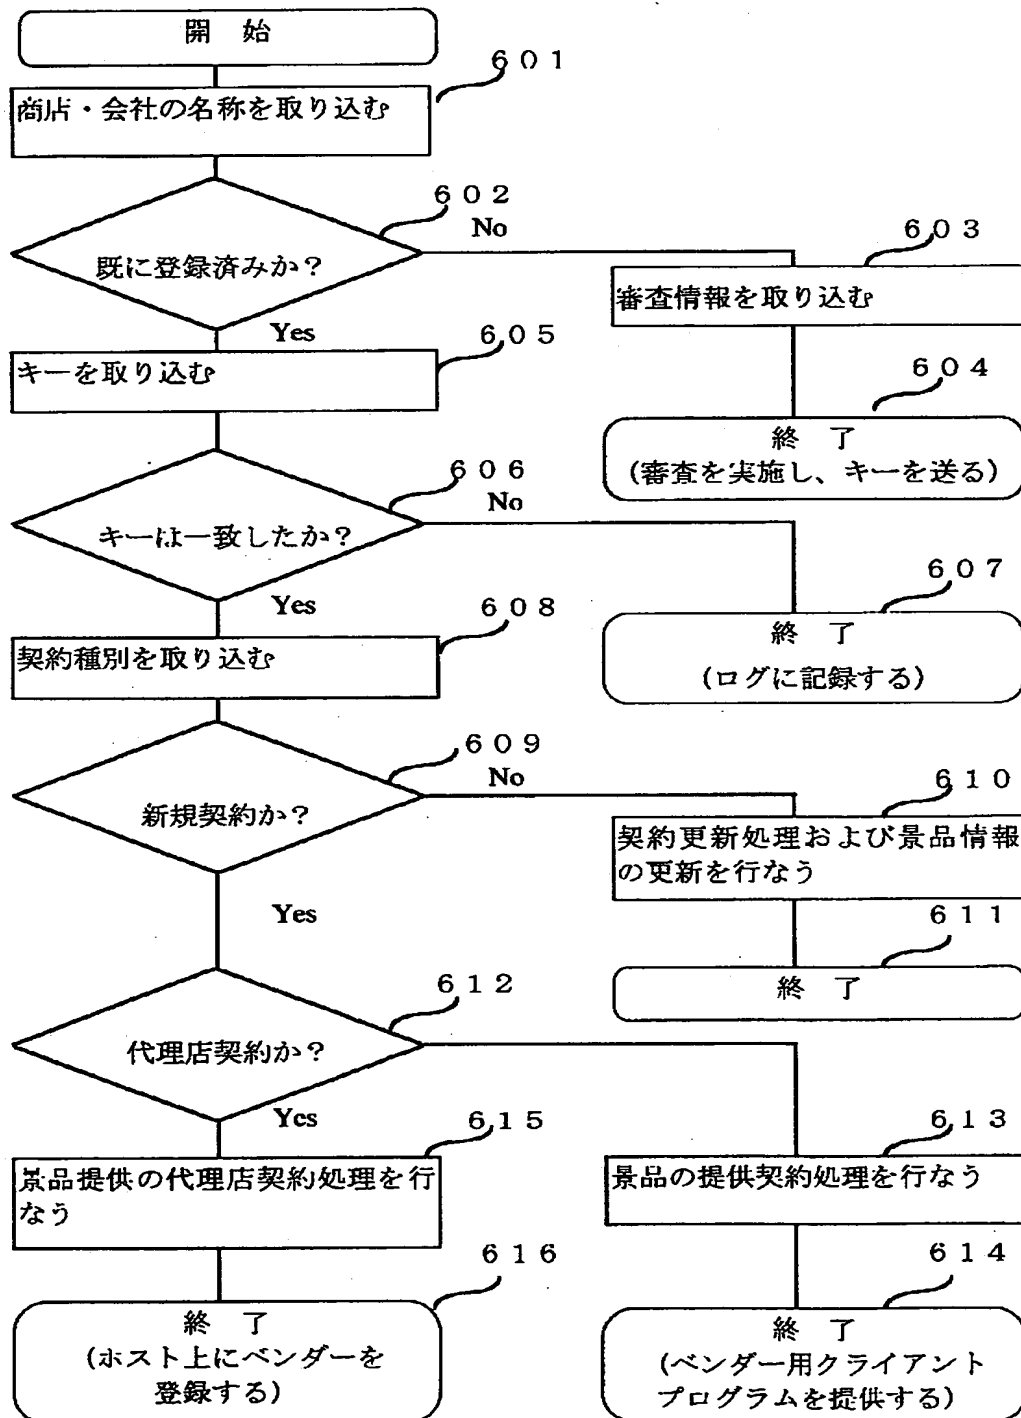 開 始
６０１
商店・会社の名称を取り込む
６０２
No
既に登録済みか？
６０３
審査情報を取り込む
Yes
６０５
キーを取り込む
６０４
終 了
(審査を実施し、キーを送る)
６０６
No
キーは一致したか？
６０７
終 了
(ログに記録する)
Yes
６０８
契約種別を取り込む
６０９
No
新規契約か？
６１０
契約更新処理および景品情報
の更新を行なう
Yes
６１１
終 了
６１２
代理店契約か？
Yes
６１５
景品提供の代理店契約処理を行
なう
６１３
景品の提供契約処理を行なう
６１６
終 了
(ホスト上にベンダーを
登録する)
６１４
終 了
(ベンダー用クライアント
プログラムを提供する)